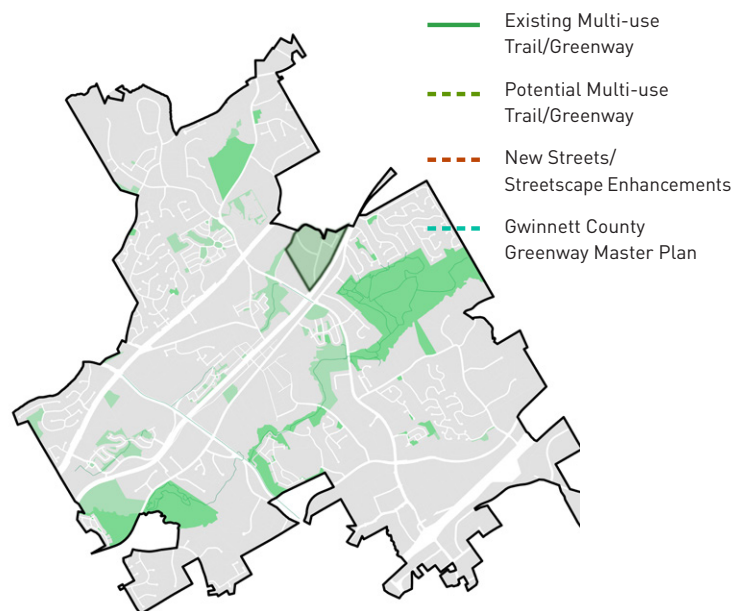 Existing Multi-use
Trail/Greenway
Potential Multi-use
Trail/Greenway
New Streets/
Streetscape Enhancements
Gwinnett County
Greenway Master Plan